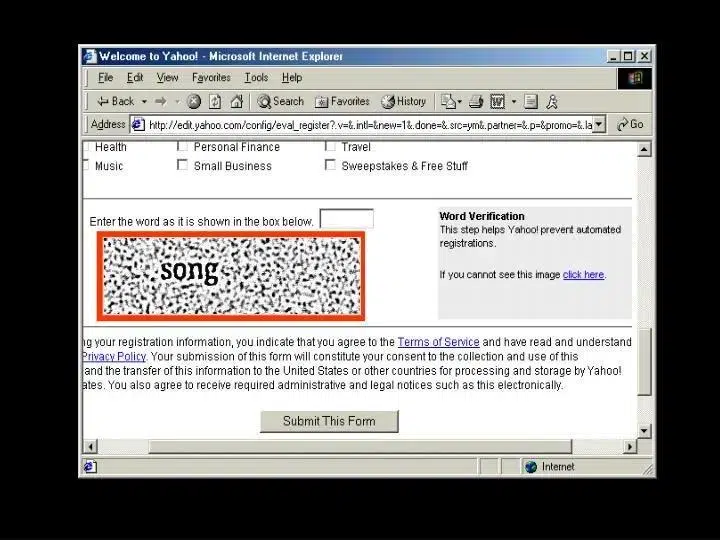 Welcome to Yahoo! - Microsoft Internet Explorer
File Edit View Favorites Tools Help
Back Search Favorites History
Address http://edit.yahoo.com/config/eval_register?.v=&.intl=&new=1&.done=&.src=ym&.partner=&.p=&promo=&.la Go
Health Personal Finance Travel
Music Small Business Sweepstakes & Free Stuff
Enter the word as it is shown in the box below.
song
Word Verification
This step helps Yahoo! prevent automated
registrations.
If you cannot see this image click here.
ng your registration information, you indicate that you agree to the Terms of Service and have read and understand
Privacy Policy. Your submission of this form will constitute your consent to the collection and use of this
and the transfer of this information to the United States or other countries for processing and storage by Yahoo!
ates. You also agree to receive required administrative and legal notices such as this electronically.
Submit This Form
Internet